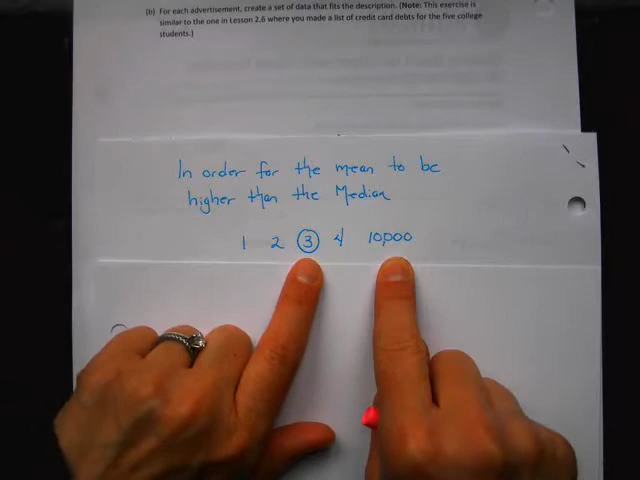 (b) For each advertisement, create a set of data that fits the description. (Note: This exercise is
similar to the one in Lesson 2.6 where you made a list of credit card debts for the five college
students.)
In order for the mean to be
higher than the Median
1 2 3 4 10,000